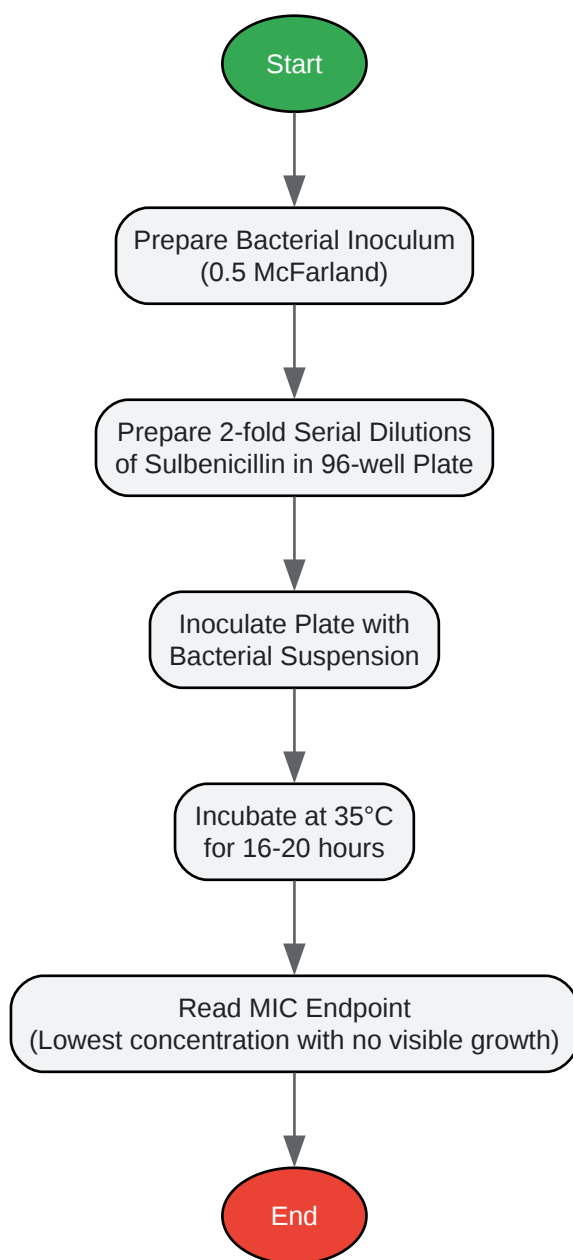 Start
Prepare Bacterial Inoculum
(0.5 McFarland)
Prepare 2-fold Serial Dilutions
of Sulbenicillin in 96-well Plate
Inoculate Plate with
Bacterial Suspension
Incubate at 35°C
for 16-20 hours
Read MIC Endpoint
(Lowest concentration with no visible growth)
End